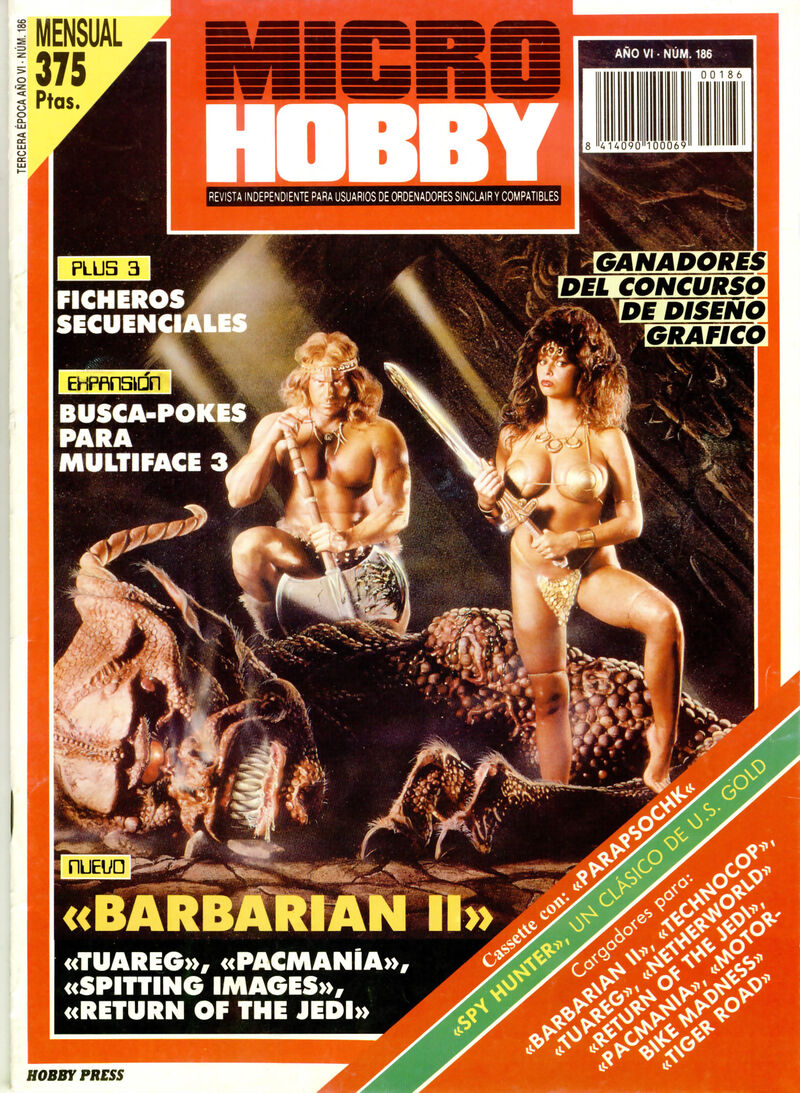 TERCERA ÉPOCA AÑO VI - NÚM. 186
MENSUAL
375
Ptas.
MICRO
HOBBY
REVISTA INDEPENDIENTE PARA USUARIOS DE ORDENADORES SINCLAIR Y COMPATIBLES
AÑO VI - NÚM. 186
00186
8 414090 100069
PLUS 3
FICHEROS
SECUENCIALES
EXPANSIÓN
BUSCA-POKES
PARA
MULTIFACE 3
GANADORES
DEL CONCURSO
DE DISEÑO
GRAFICO
NUEVO
«BARBARIAN II»
«TUAREG», «PACMANÍA»,
«SPITTING IMAGES»,
«RETURN OF THE JEDI»
Cassette con: «PARAPSOCHK»
«SPY HUNTER», UN CLÁSICO DE U.S. GOLD
Cargadores para:
«BARBARIAN II», «TECHNOCOP»,
«TUAREG», «NETHERWORLD»
«RETURN OF THE JEDI»,
«PACMANIA», «MOTOR-
BIKE MADNESS»
«TIGER ROAD»
HOBBY PRESS